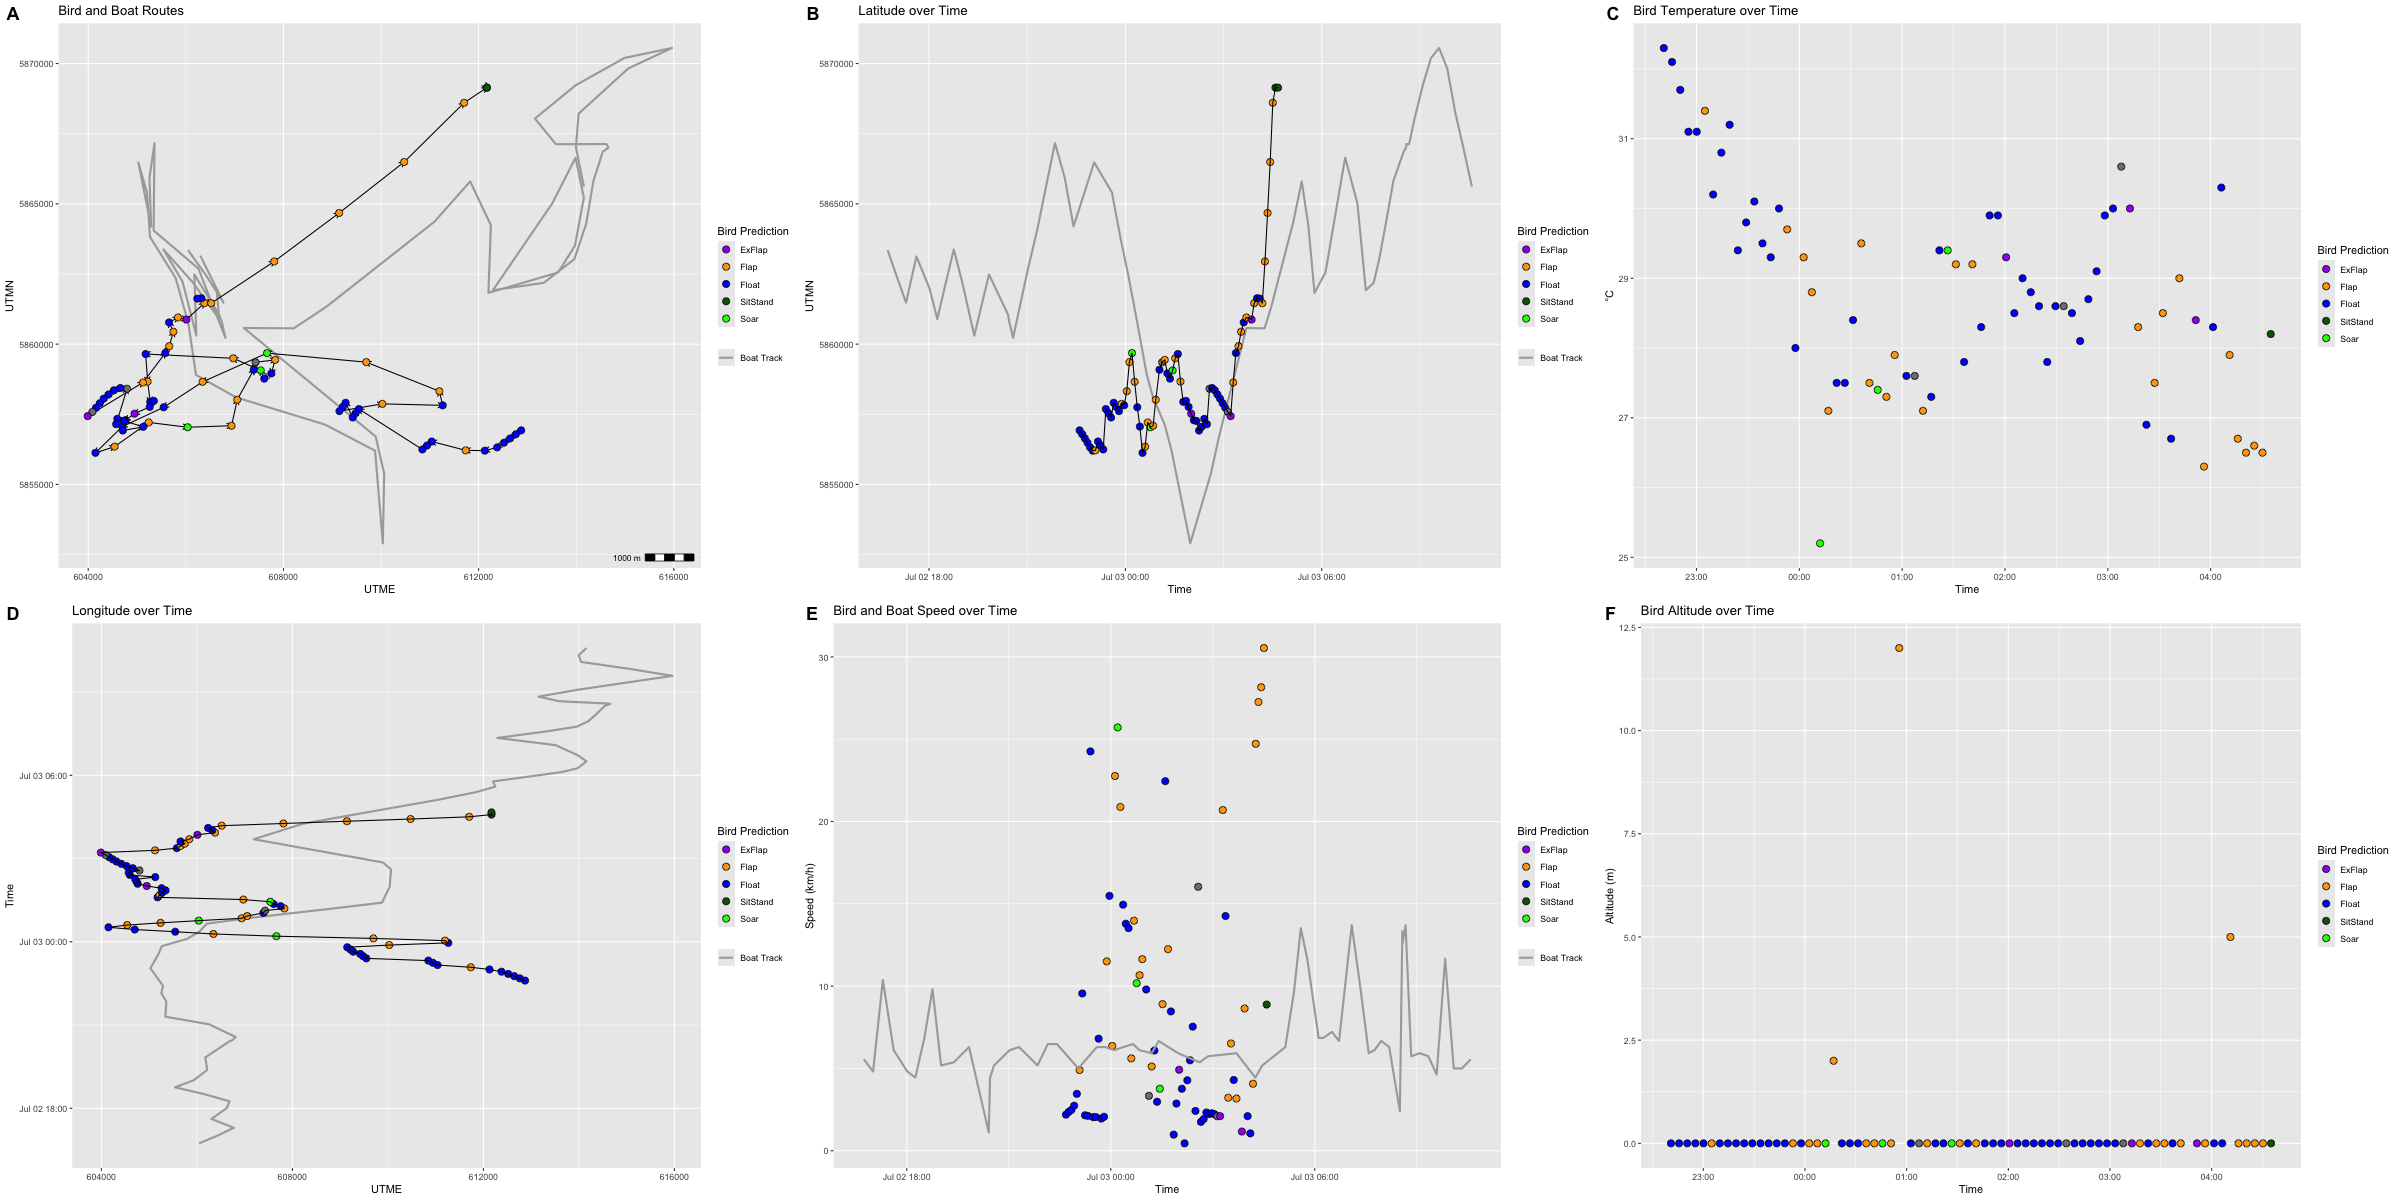 A
Bird and Boat Routes
5870000
5865000
5860000
5855000
UTMN
604000
608000
612000
616000
UTME
1000 m
Bird Prediction
ExFlap
Flap
Float
SitStand
Soar
Boat Track
B
Latitude over Time
5870000
5865000
5860000
5855000
UTMN
Jul 02 18:00
Jul 03 00:00
Jul 03 06:00
Time
Bird Prediction
ExFlap
Flap
Float
SitStand
Soar
Boat Track
C
Bird Temperature over Time
31
29
27
25
°C
23:00
00:00
01:00
02:00
03:00
04:00
Time
Bird Prediction
ExFlap
Flap
Float
SitStand
Soar
D
Longitude over Time
Jul 03 06:00
Jul 03 00:00
Jul 02 18:00
Time
604000
608000
612000
616000
UTME
Bird Prediction
ExFlap
Flap
Float
SitStand
Soar
Boat Track
E
Bird and Boat Speed over Time
30
20
10
0
Speed (km/h)
Jul 02 18:00
Jul 03 00:00
Jul 03 06:00
Time
Bird Prediction
ExFlap
Flap
Float
SitStand
Soar
Boat Track
F
Bird Altitude over Time
12.5
10.0
7.5
5.0
2.5
0.0
Altitude (m)
23:00
00:00
01:00
02:00
03:00
04:00
Time
Bird Prediction
ExFlap
Flap
Float
SitStand
Soar